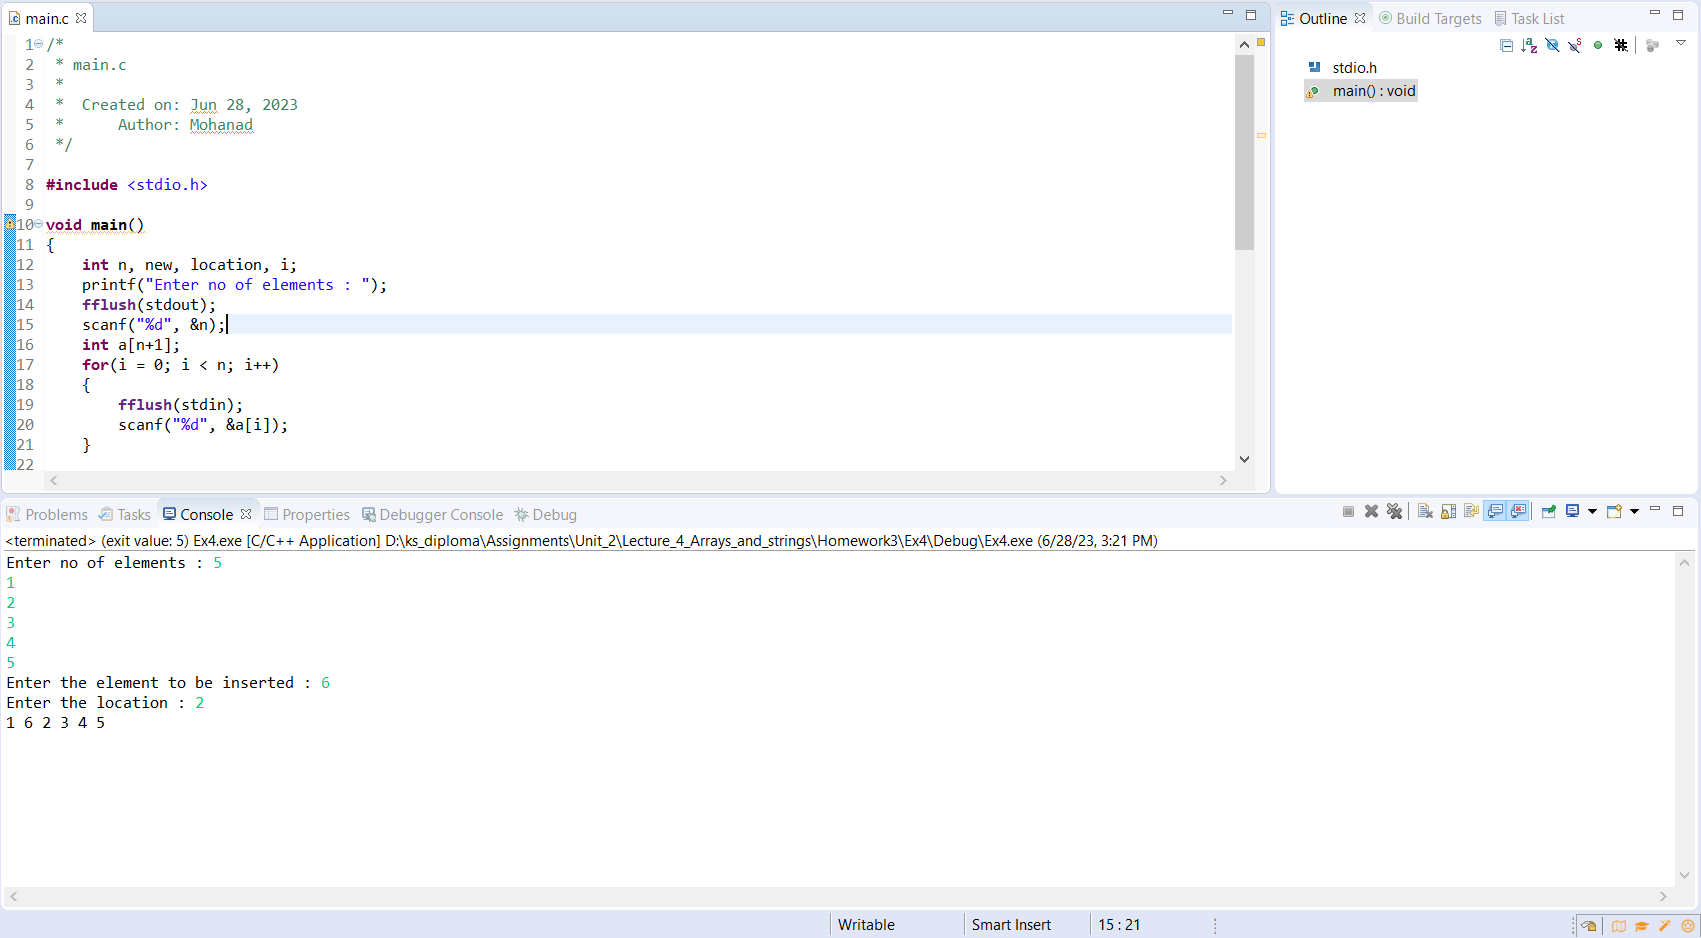 main.c
1 /*
2  * main.c
3  *
4  *  Created on: Jun 28, 2023
5  *      Author: Mohanad
6  */
7
8 #include <stdio.h>
9
10 void main()
11 {
12     int n, new, location, i;
13     printf("Enter no of elements : ");
14     fflush(stdout);
15     scanf("%d", &n);
16     int a[n+1];
17     for(i = 0; i < n; i++)
18     {
19         fflush(stdin);
20         scanf("%d", &a[i]);
21     }
22
Outline Build Targets Task List
stdio.h
main() : void
Problems Tasks Console Properties Debugger Console Debug
<terminated> (exit value: 5) Ex4.exe [C/C++ Application] D:\ks_diploma\Assignments\Unit_2\Lecture_4_Arrays_and_strings\Homework3\Ex4\Debug\Ex4.exe (6/28/23, 3:21 PM)
Enter no of elements : 5
1
2
3
4
5
Enter the element to be inserted : 6
Enter the location : 2
1 6 2 3 4 5
Writable Smart Insert 15 : 21